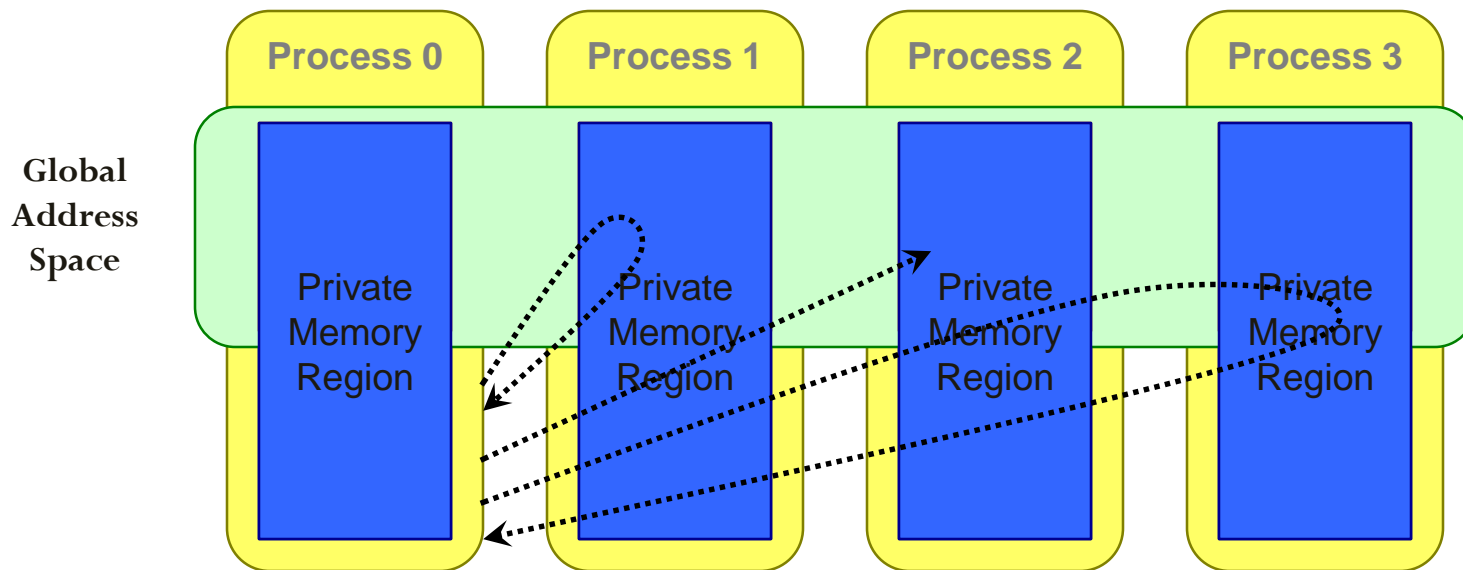 Process 0
Process 1
Process 2
Process 3
Global
Address
Space
Private
Memory
Region
Private
Memory
Region
Private
Memory
Region
Private
Memory
Region